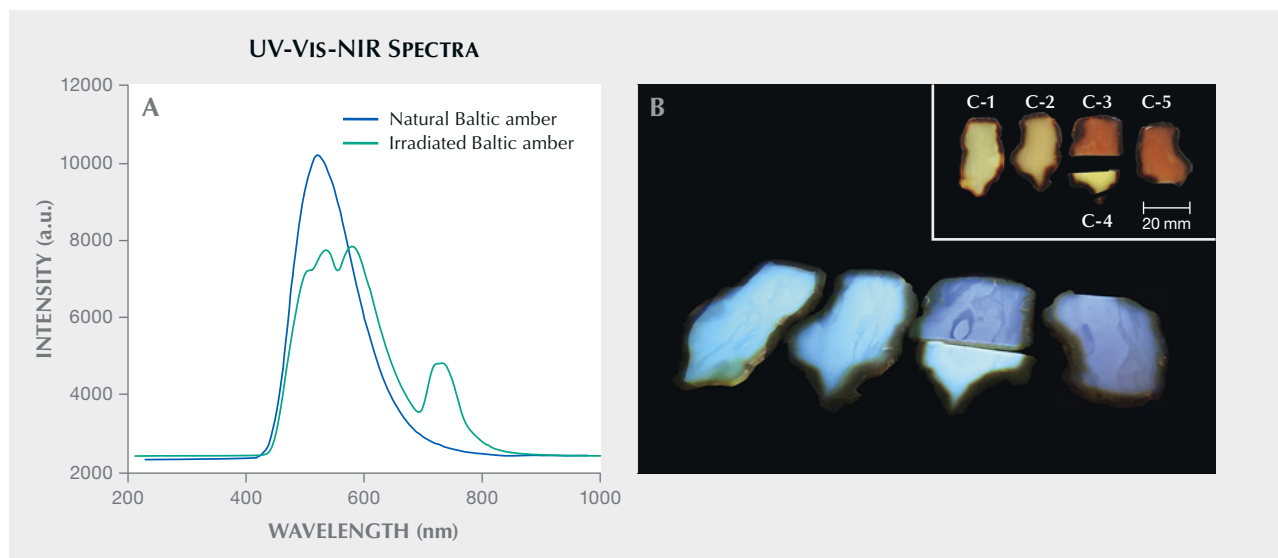 UV-VIS-NIR SPECTRA
A
Natural Baltic amber
Irradiated Baltic amber
12000
10000
8000
6000
4000
2000
INTENSITY (a.u.)
200 400 600 800 1000
WAVELENGTH (nm)
B
C-1 C-2 C-3 C-5
C-4
20 mm